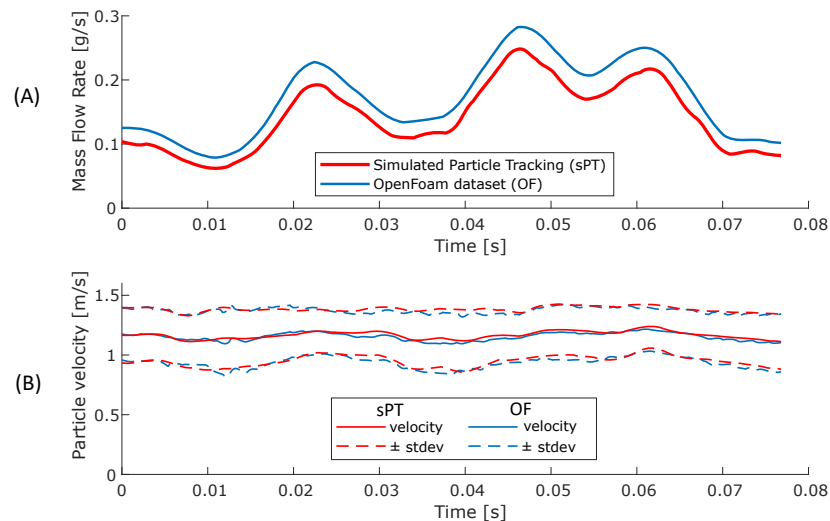 (A)
Mass Flow Rate [g/s]
0.3
0.2
0.1
0
Simulated Particle Tracking (sPT)
OpenFoam dataset (OF)
0 0.01 0.02 0.03 0.04 0.05 0.06 0.07 0.08
Time [s]
(B)
Particle velocity [m/s]
1.5
1
0.5
0
sPT OF
velocity velocity
± stdev ± stdev
0 0.01 0.02 0.03 0.04 0.05 0.06 0.07 0.08
Time [s]